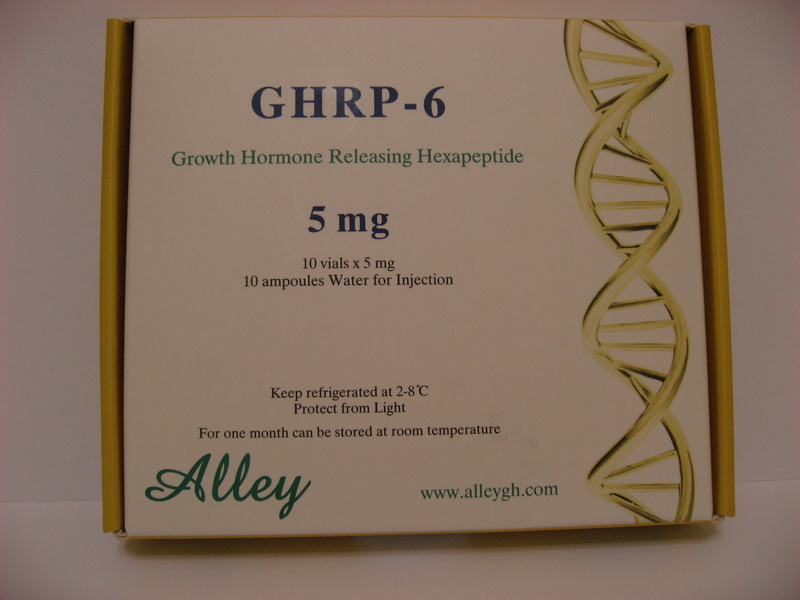 GHRP-6
Growth Hormone Releasing Hexapeptide
5 mg
10 vials x 5 mg
10 ampoules Water for Injection
Keep refrigerated at 2-8℃
Protect from Light
For one month can be stored at room temperature
Alley
www.alleygh.com